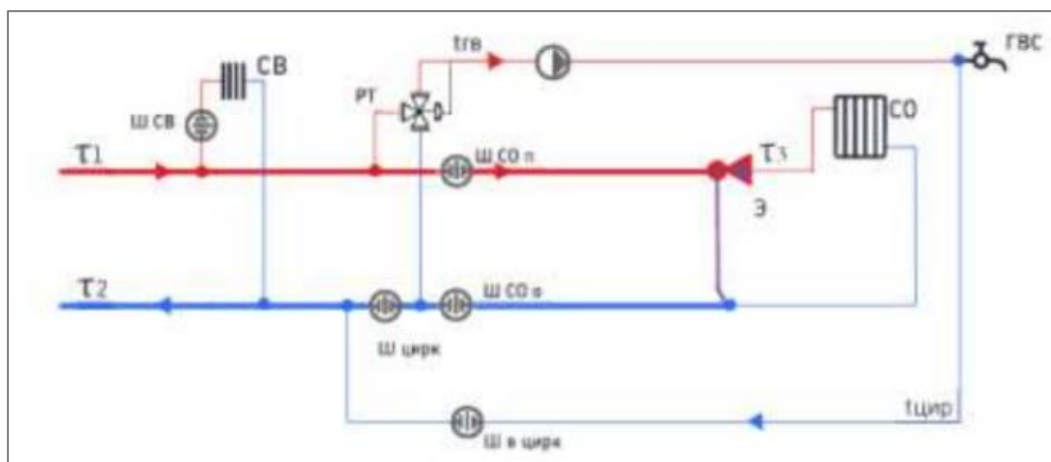 tгв
ГВС
СВ
РТ
СО
Ш СВ
τ1
Ш СО п
τ3
Э
τ2
Ш СО о
Ш цирк
tцир
Ш в цирк